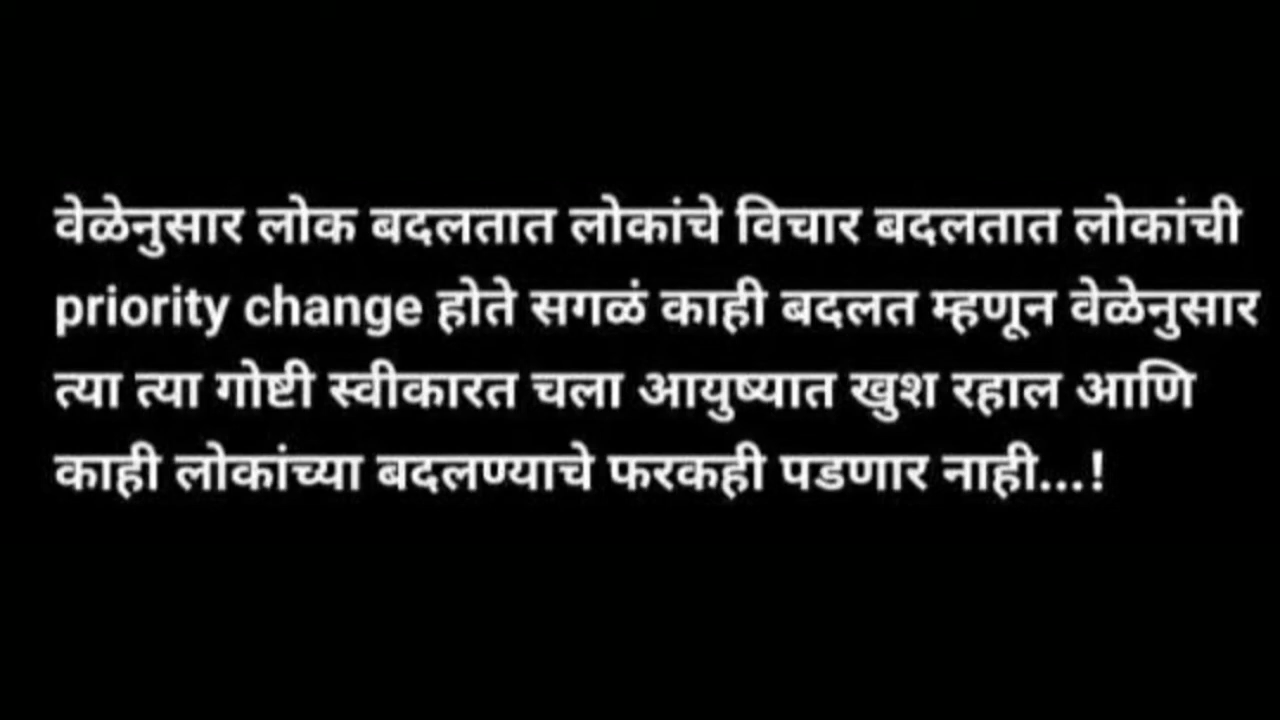 वेळेनुसार लोक बदलतात लोकांचे विचार बदलतात लोकांची
priority change होते सगळं काही बदलत म्हणून वेळेनुसार
त्या त्या गोष्टी स्वीकारत चला आयुष्यात खुश रहाल आणि
काही लोकांच्या बदलण्याचे फरकही पडणार नाही...!